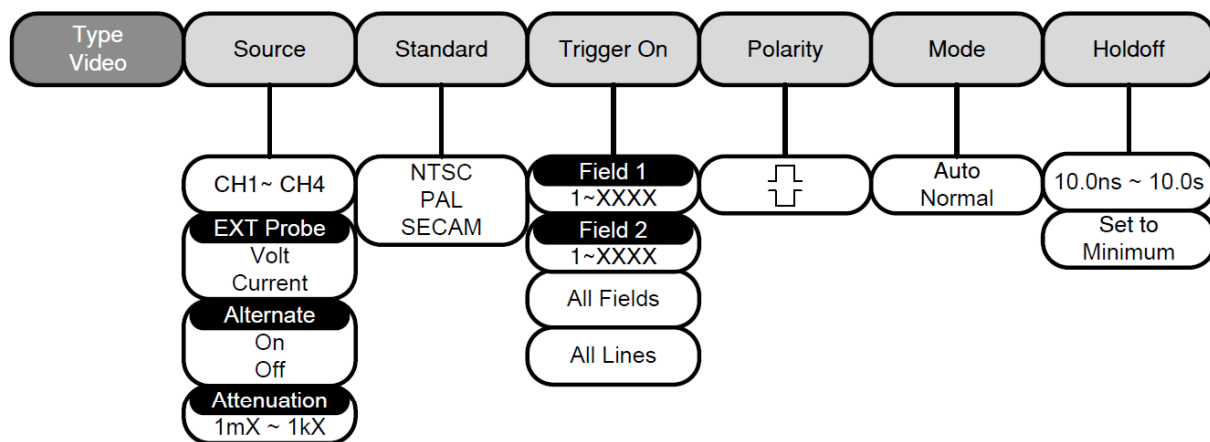 Type
Video
Source
Standard
Trigger On
Polarity
Mode
Holdoff
CH1~ CH4
EXT Probe
Volt
Current
Alternate
On
Off
Attenuation
1mX ~ 1kX
NTSC
PAL
SECAM
Field 1
1~XXXX
Field 2
1~XXXX
All Fields
All Lines
Auto
Normal
10.0ns ~ 10.0s
Set to
Minimum